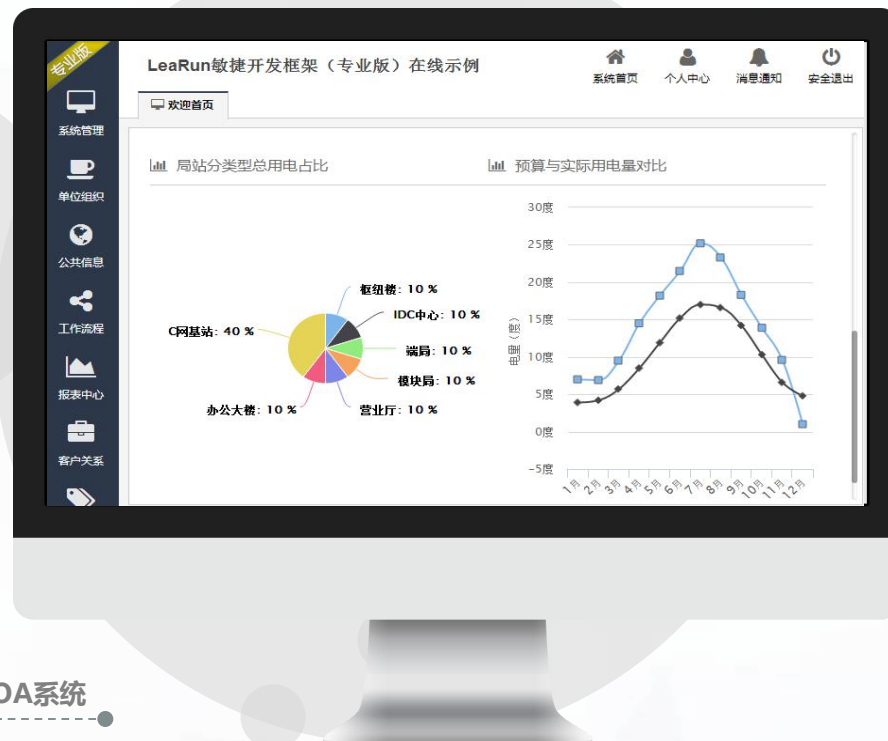 专业版
LeaRun敏捷开发框架（专业版）在线示例
系统首页
个人中心
消息通知
安全退出
欢迎首页
系统管理
单位组织
公共信息
工作流程
报表中心
客户关系
局站分类型总用电占比
枢纽楼: 10 %
IDC中心: 10 %
C网基站: 40 %
端局: 10 %
模块局: 10 %
办公大楼: 10 %
营业厅: 10 %
预算与实际用电量对比
30度
25度
20度
15度
10度
5度
0度
-5度
电量（度）
1月
2月
3月
4月
5月
6月
7月
8月
9月
10月
11月
12月
OA系统